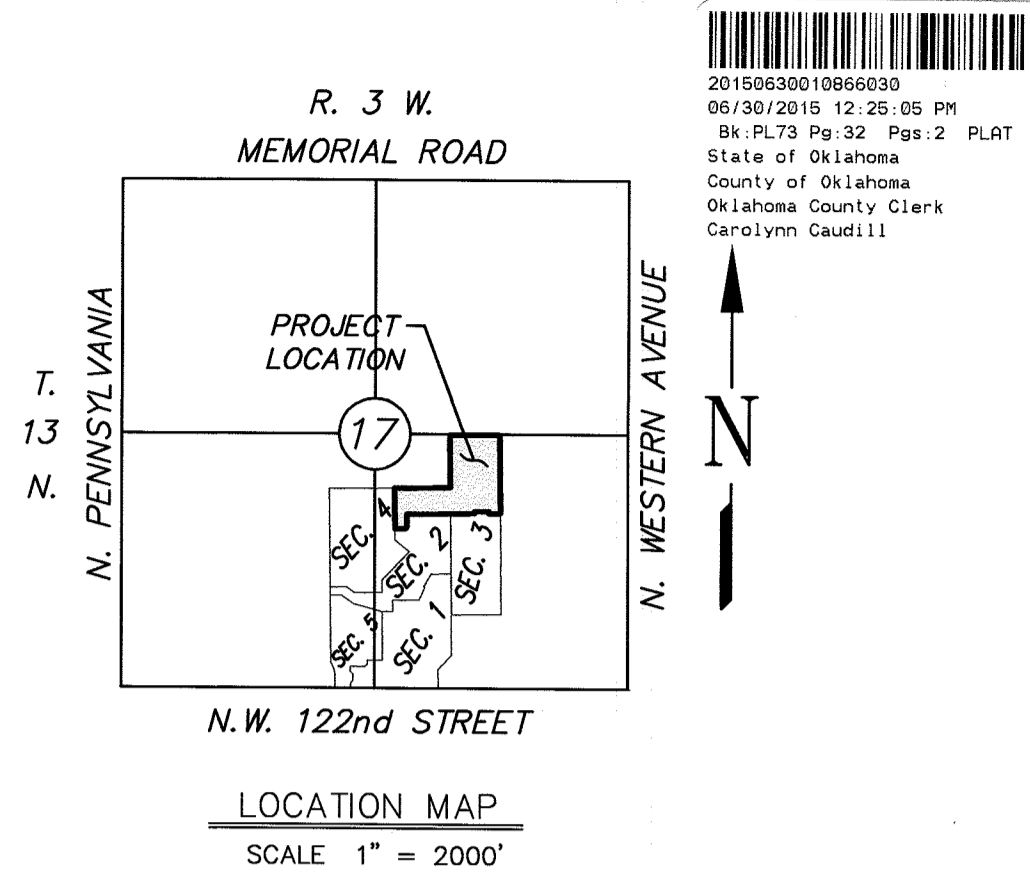 20150630010866030
06/30/2015 12:25:05 PM
Bk:PL73 Pg:32 Pgs:2 PLAT
State of Oklahoma
County of Oklahoma
Oklahoma County Clerk
Carolynn Caudill
R. 3 W.
MEMORIAL ROAD
T.
13
N.
N. PENNSYLVANIA
PROJECT
LOCATION
17
N. WESTERN AVENUE
N
SEC. 4
SEC. 2
SEC. 3
SEC. 5
SEC. 1
N.W. 122nd STREET
LOCATION MAP
SCALE 1" = 2000'